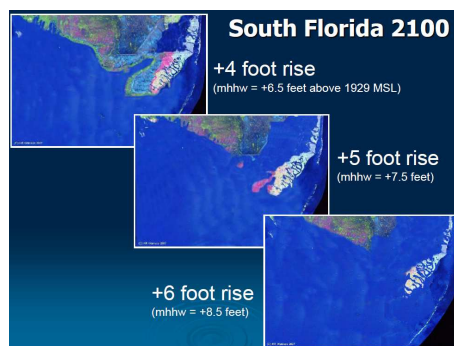 South Florida 2100
+4 foot rise
(mhhw = +6.5 feet above 1929 MSL)
+5 foot rise
(mhhw = +7.5 feet)
+6 foot rise
(mhhw = +8.5 feet)